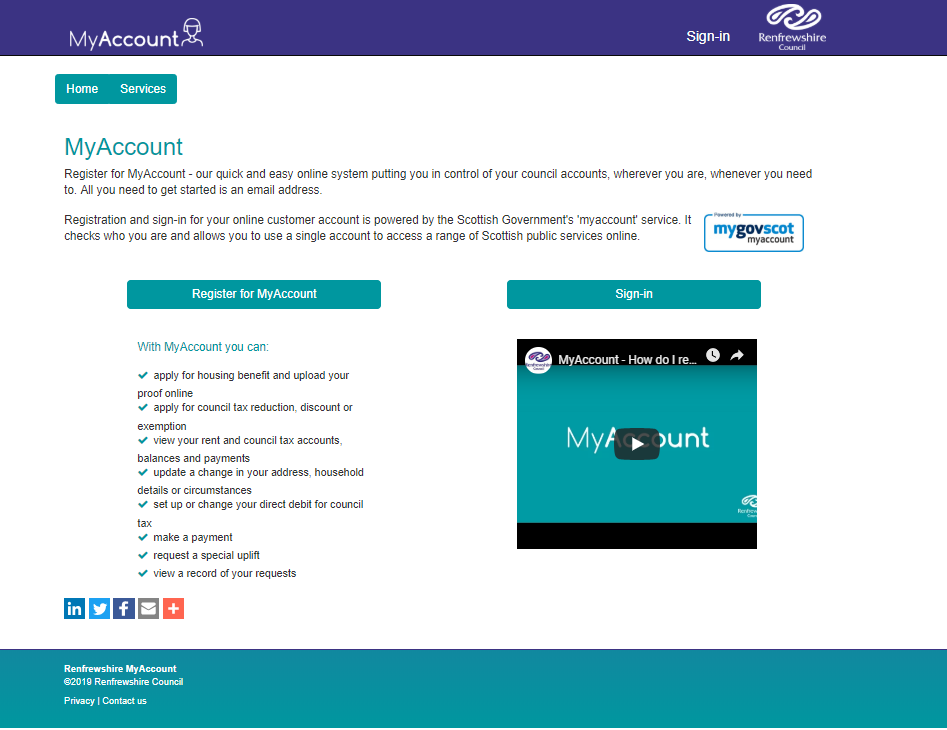 MyAccount
Sign-in
Renfrewshire
Council
Home
Services
MyAccount
Register for MyAccount - our quick and easy online system putting you in control of your council accounts, wherever you are, whenever you need
to. All you need to get started is an email address.
Registration and sign-in for your online customer account is powered by the Scottish Government's 'myaccount' service. It
checks who you are and allows you to use a single account to access a range of Scottish public services online.
Powered by
mygovscot
myaccount
Register for MyAccount
Sign-in
With MyAccount you can:
apply for housing benefit and upload your
proof online
apply for council tax reduction, discount or
exemption
view your rent and council tax accounts,
balances and payments
update a change in your address, household
details or circumstances
set up or change your direct debit for council
tax
make a payment
request a special uplift
view a record of your requests
MyAccount - How do I re...
MyAccount
in
f
Renfrewshire MyAccount
©2019 Renfrewshire Council
Privacy | Contact us